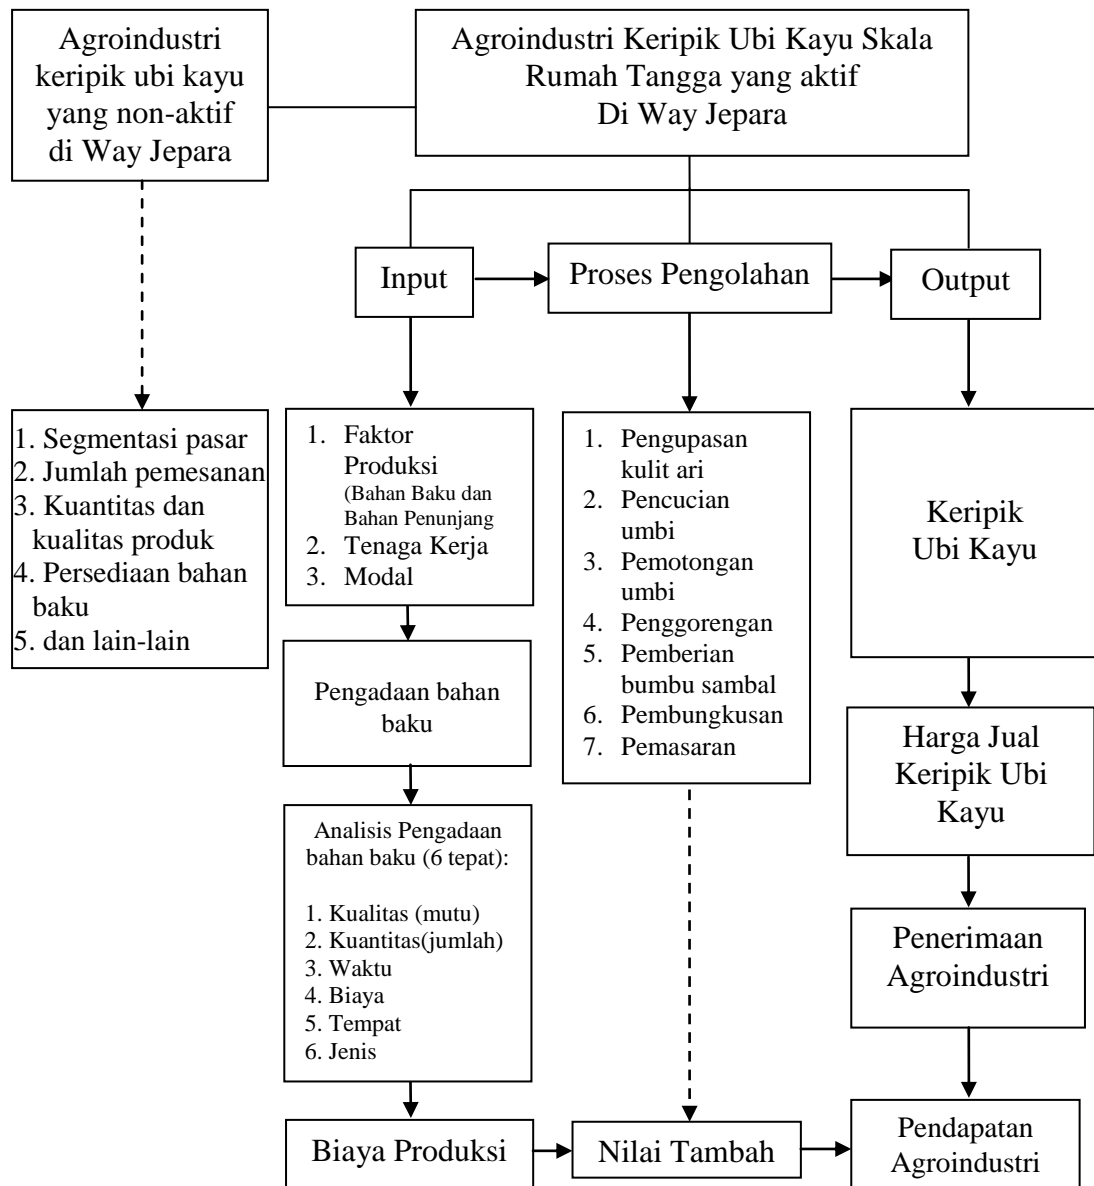 Agroindustri
keripik ubi kayu
yang non-aktif
di Way Jepara
Agroindustri Keripik Ubi Kayu Skala
Rumah Tangga yang aktif
Di Way Jepara
Input
Proses Pengolahan
Output
1. Segmentasi pasar
2. Jumlah pemesanan
3. Kuantitas dan
kualitas produk
4. Persediaan bahan
baku
5. dan lain-lain
1. Faktor
Produksi
(Bahan Baku dan
Bahan Penunjang
2. Tenaga Kerja
3. Modal
1. Pengupasan
kulit ari
2. Pencucian
umbi
3. Pemotongan
umbi
4. Penggorengan
5. Pemberian
bumbu sambal
6. Pembungkusan
7. Pemasaran
Keripik
Ubi Kayu
Pengadaan bahan
baku
Harga Jual
Keripik Ubi
Kayu
Analisis Pengadaan
bahan baku (6 tepat):
1. Kualitas (mutu)
2. Kuantitas(jumlah)
3. Waktu
4. Biaya
5. Tempat
6. Jenis
Penerimaan
Agroindustri
Biaya Produksi
Nilai Tambah
Pendapatan
Agroindustri